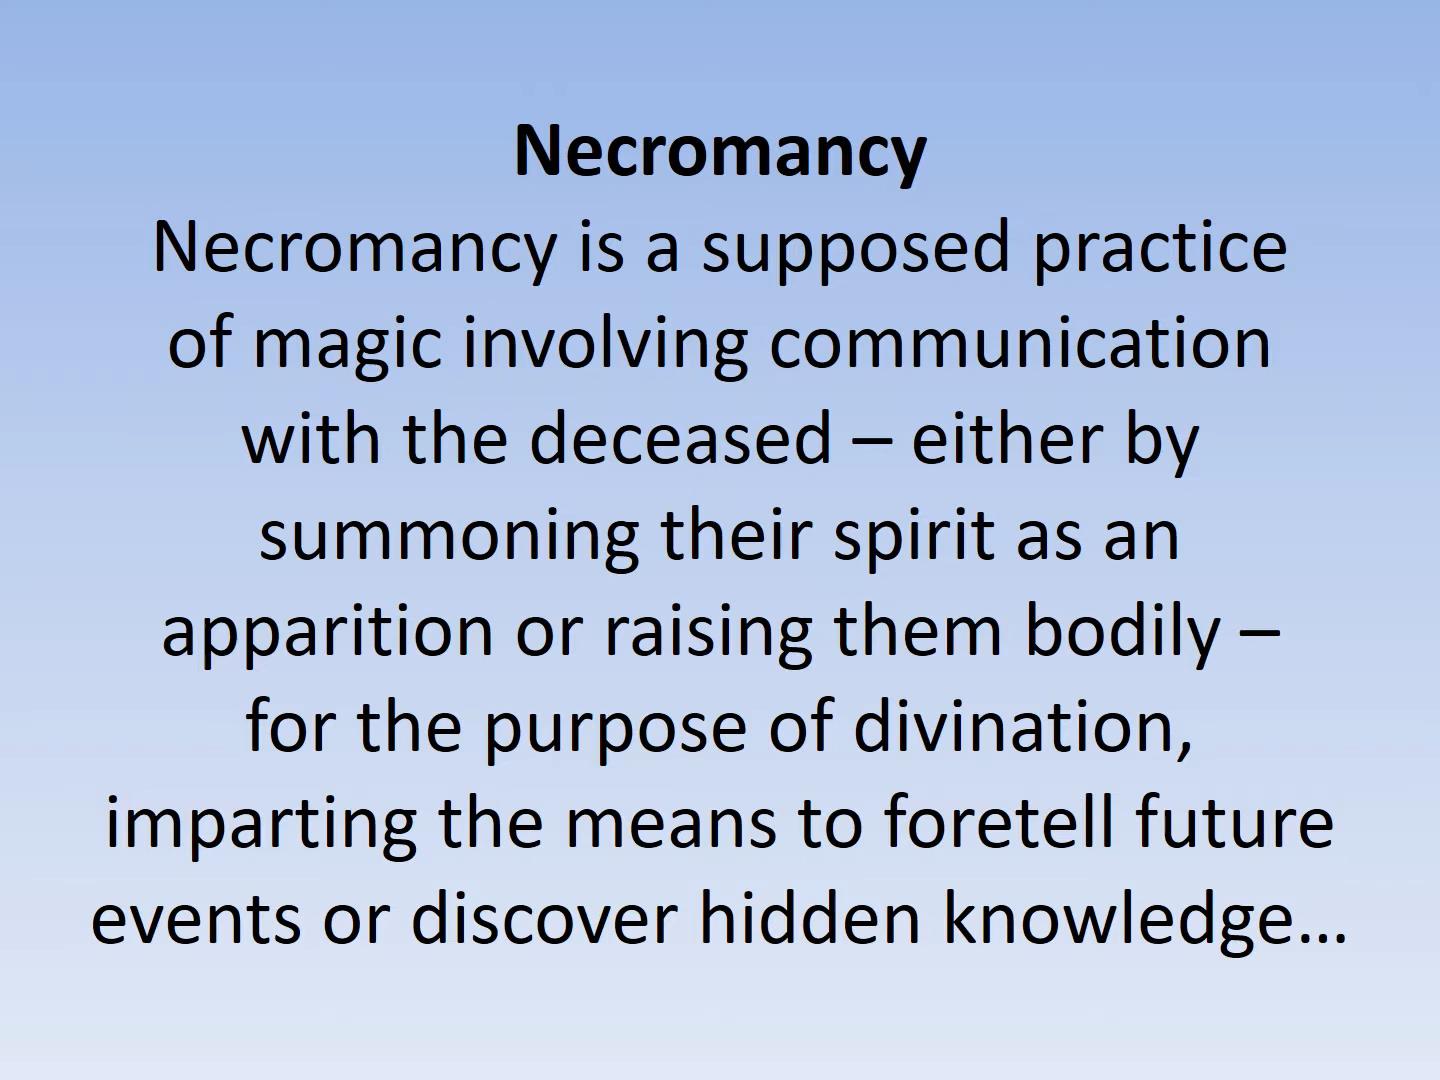 Necromancy
Necromancy is a supposed practice
of magic involving communication
with the deceased – either by
summoning their spirit as an
apparition or raising them bodily –
for the purpose of divination,
imparting the means to foretell future
events or discover hidden knowledge…